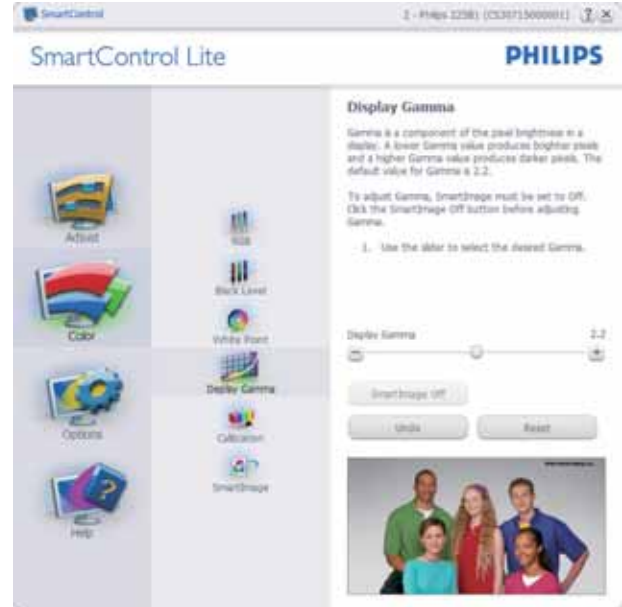 SmartControl
SmartControl Lite
PHILIPS
Display Gamma
Gamma is a component of the pixel brightness in a
display. A lower Gamma value produces brighter pixels
and a higher Gamma value produces darker pixels. The
default value for Gamma is 2.2.
To adjust Gamma, SmartImage must be set to Off.
Click the SmartImage Off button before adjusting
Gamma.
1. Use the slider to select the desired Gamma.
Adjust
Color
Options
Help
RGB
Black Level
White Point
Display Gamma
Calibration
SmartImage
Display Gamma 2.2
SmartImage Off
Undo Reset